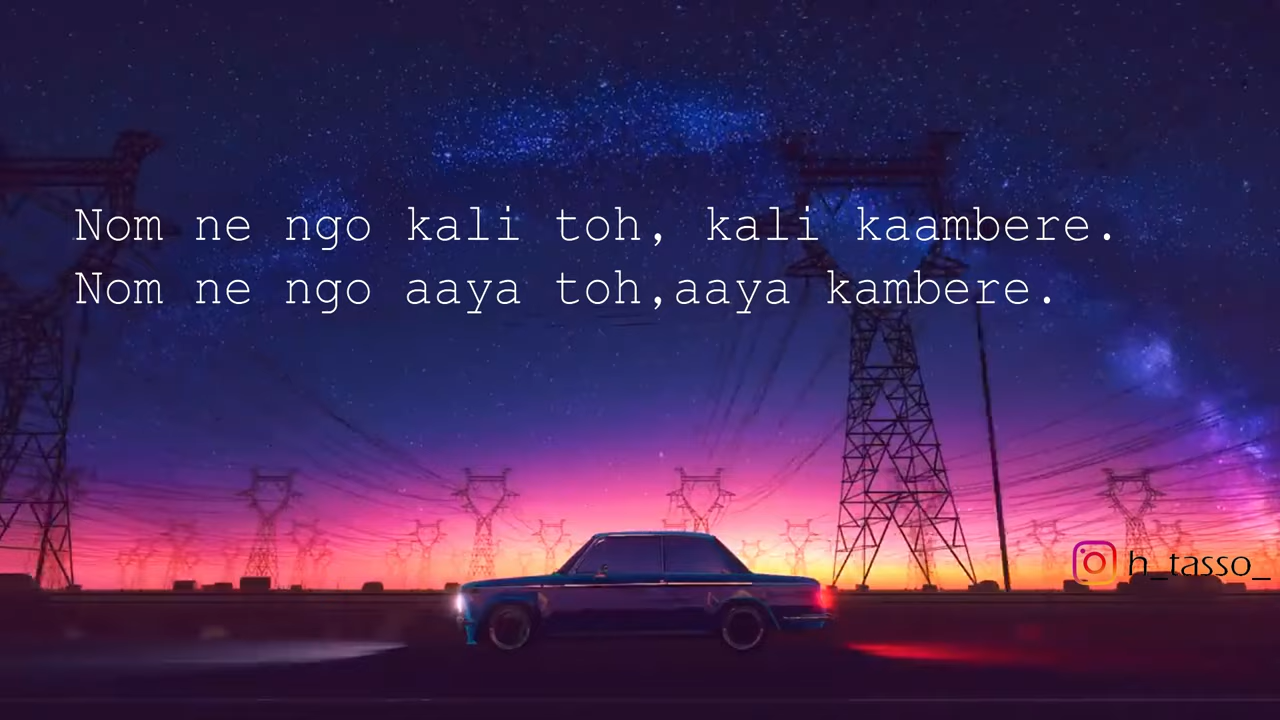 Nom ne ngo kali toh, kali kaambere.
Nom ne ngo aaya toh,aaya kambere.
h_tasso_